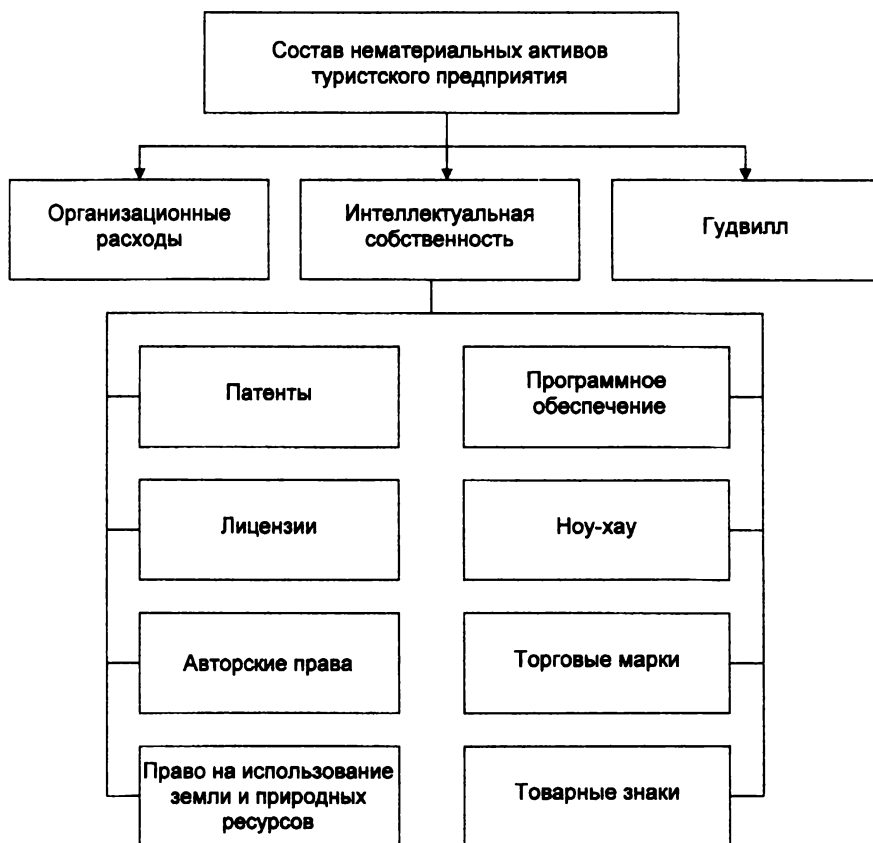 Состав нематериальных активов
туристского предприятия
Организационные
расходы
Интеллектуальная
собственность
Гудвилл
Патенты
Программное
обеспечение
Лицензии
Ноу-хау
Авторские права
Торговые марки
Право на использование
земли и природных
ресурсов
Товарные знаки